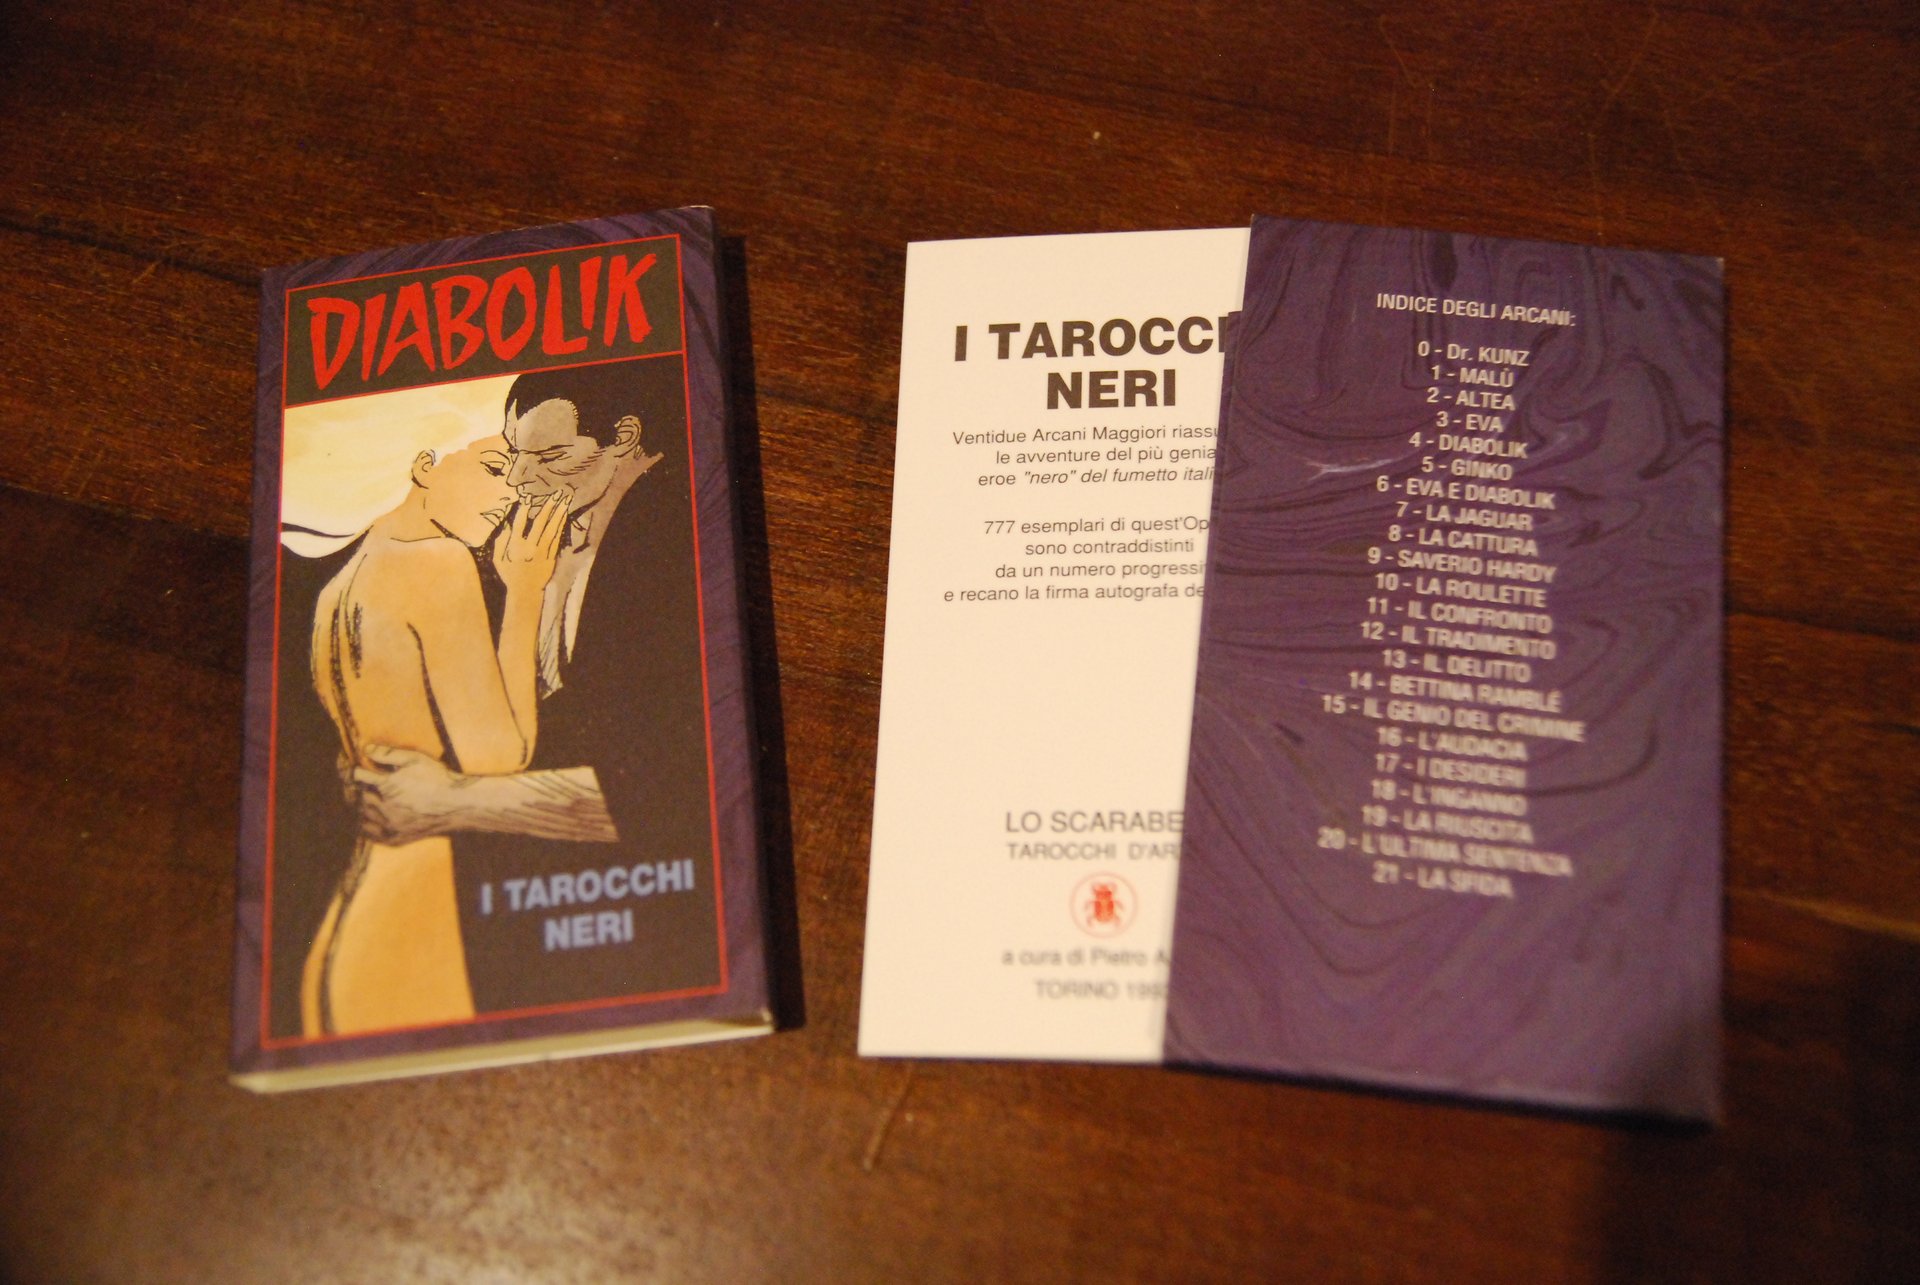 DIABOLIK
I TAROCCHI
NERI
I TAROCCHI
NERI
Ventidue Arcani Maggiori riassu
le avventure del più genia
eroe "nero" del fumetto itali
777 esemplari di quest'Op
sono contraddistinti
da un numero progressi
e recano la firma autografa de
LO SCARABE
TAROCCHI D'AR
a cura di Pietro A
TORINO 199
INDICE DEGLI ARCANI:
0 - Dr. KUNZ
1 - MALÙ
2 - ALTEA
3 - EVA
4 - DIABOLIK
5 - GINKO
6 - EVA E DIABOLIK
7 - LA JAGUAR
8 - LA CATTURA
9 - SAVERIO HARDY
10 - LA ROULETTE
11 - IL CONFRONTO
12 - IL TRADIMENTO
13 - IL DELITTO
14 - BETTINA RAMBLÉ
15 - IL GENIO DEL CRIMINE
16 - L'AUDACIA
17 - I DESIDERI
18 - L'INGANNO
19 - LA RIUSCITA
20 - L'ULTIMA SENTENZA
21 - LA SFIDA